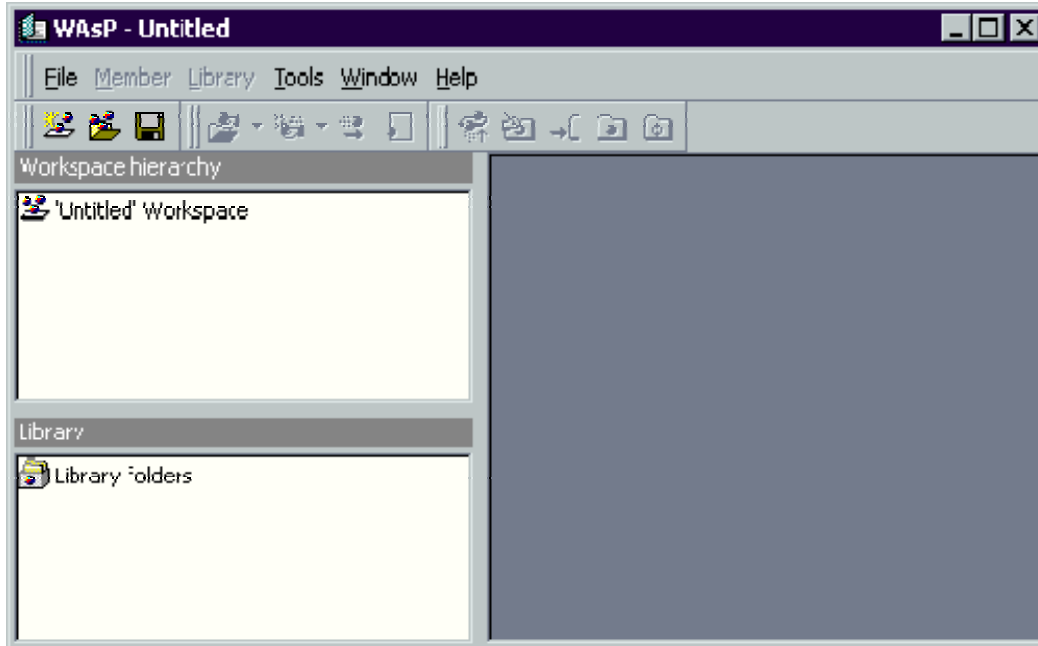 WAsP - Untitled
File Member Library Tools Window Help
Workspace hierarchy
'Untitled' Workspace
Library
Library Folders